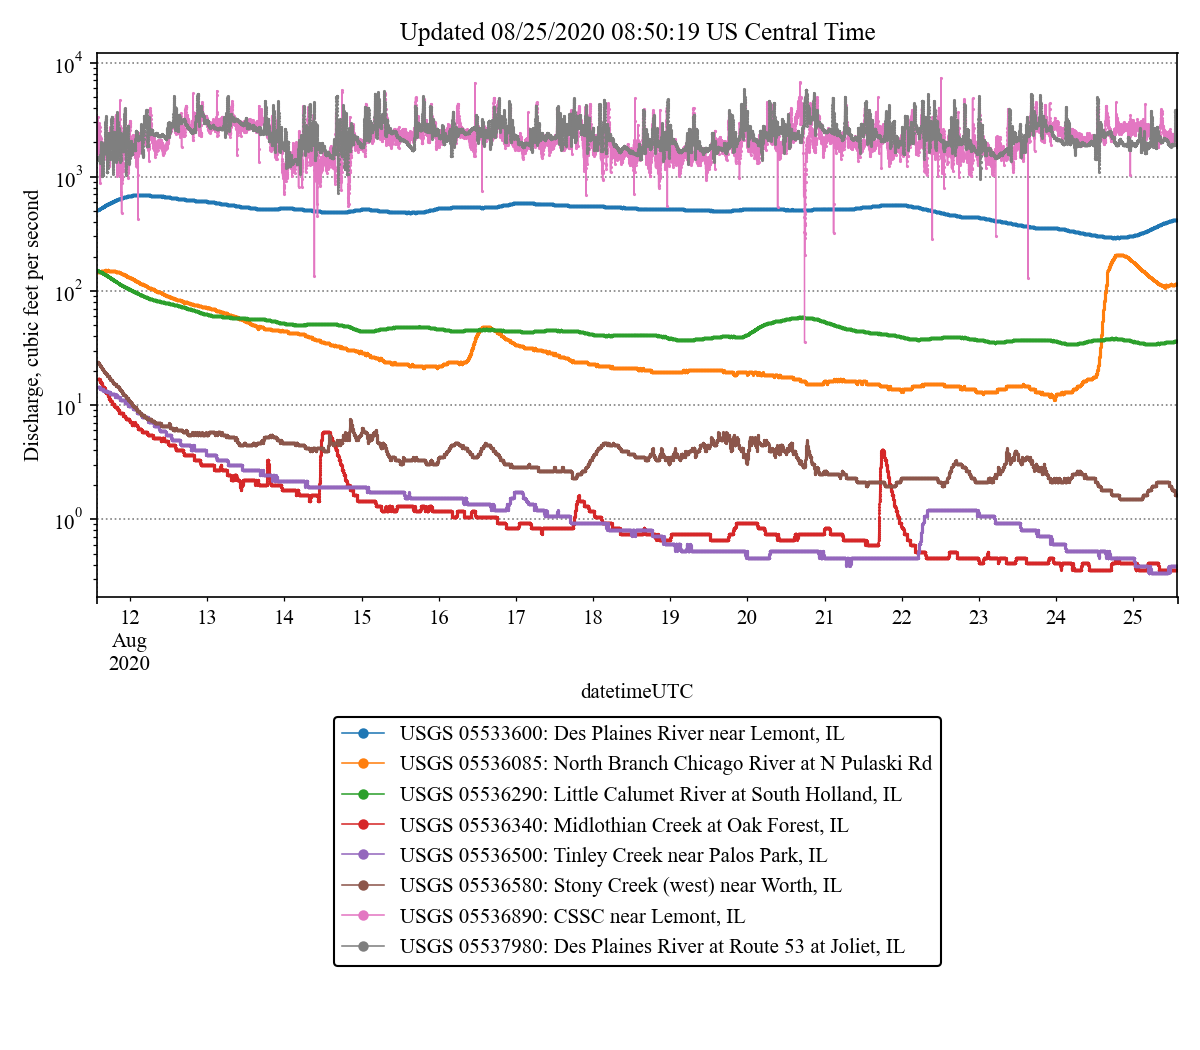 Updated 08/25/2020 08:50:19 US Central Time
Discharge, cubic feet per second
10^4
10^3
10^2
10^1
10^0
12 13 14 15 16 17 18 19 20 21 22 23 24 25
Aug
2020
datetimeUTC
USGS 05533600: Des Plaines River near Lemont, IL
USGS 05536085: North Branch Chicago River at N Pulaski Rd
USGS 05536290: Little Calumet River at South Holland, IL
USGS 05536340: Midlothian Creek at Oak Forest, IL
USGS 05536500: Tinley Creek near Palos Park, IL
USGS 05536580: Stony Creek (west) near Worth, IL
USGS 05536890: CSSC near Lemont, IL
USGS 05537980: Des Plaines River at Route 53 at Joliet, IL